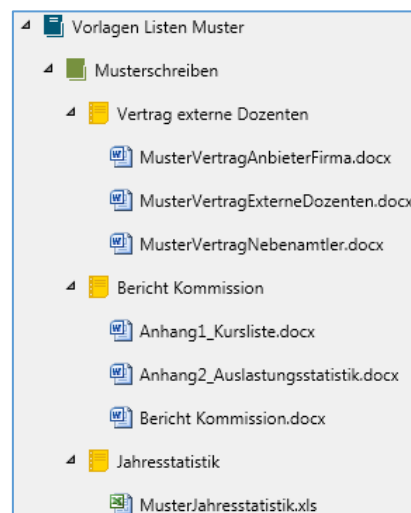 Vorlagen Listen Muster
Musterschreiben
Vertrag externe Dozenten
MusterVertragAnbieterFirma.docx
MusterVertragExterneDozenten.docx
MusterVertragNebenamtler.docx
Bericht Kommission
Anhang1_Kursliste.docx
Anhang2_Auslastungsstatistik.docx
Bericht Kommission.docx
Jahresstatistik
MusterJahresstatistik.xls